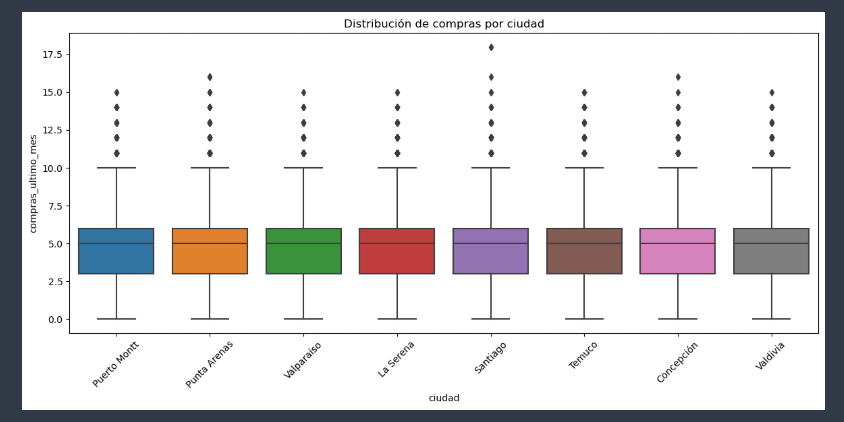 Distribución de compras por ciudad
17.5
15.0
12.5
10.0
7.5
5.0
2.5
0.0
compras_ultimo_mes
Puerto Montt
Punta Arenas
Valparaíso
La Serena
Santiago
Temuco
Concepción
Valdivia
ciudad